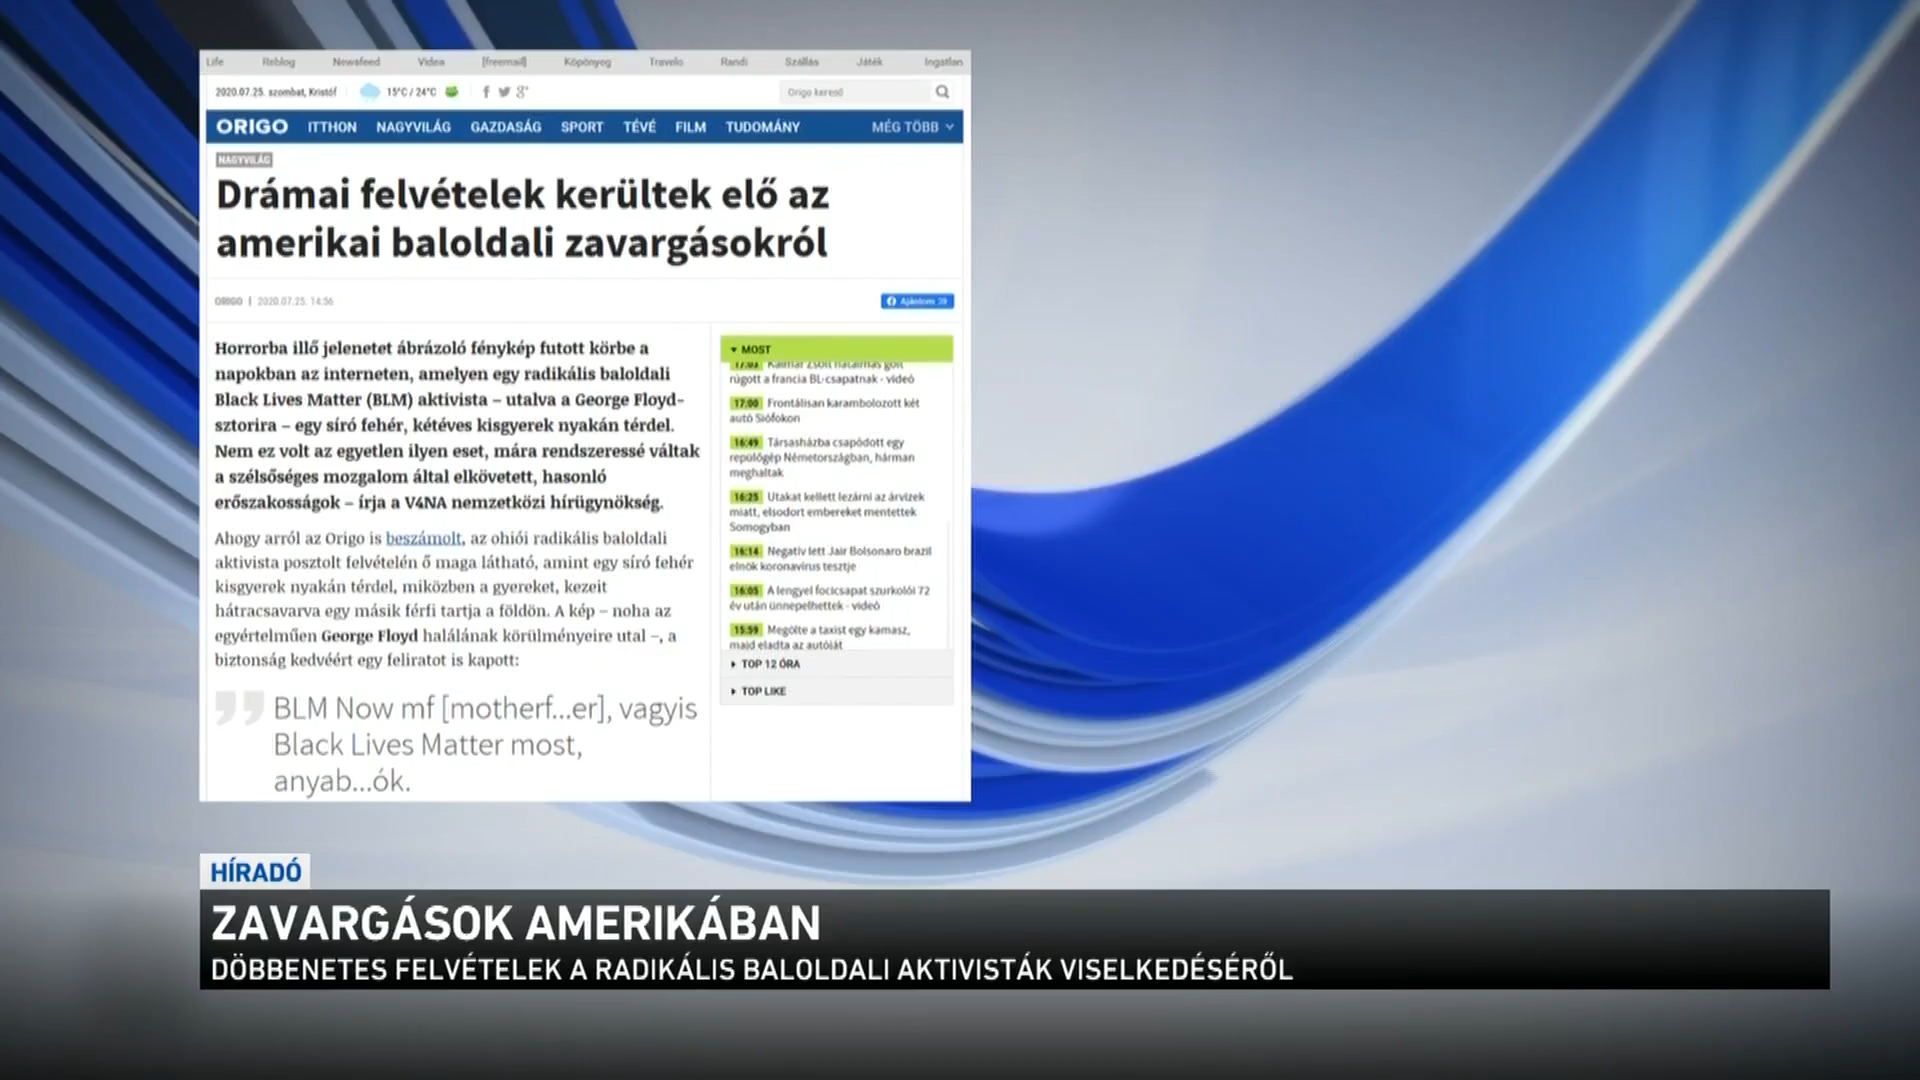 Life Reblog Newsfeed Videa [freemail] Köpönyeg Travelo Randi Szállás Játék Ingatlan
2020.07.25. szombat, Kristóf 15°C / 24°C Origo kereső
ORIGO ITTHON NAGYVILÁG GAZDASÁG SPORT TÉVÉ FILM TUDOMÁNY MÉG TÖBB
NAGYVILÁG
Drámai felvételek kerültek elő az
amerikai baloldali zavargásokról
ORIGO | 2020.07.25. 14:56
Ajánlom 39
Horrorba illő jelenetet ábrázoló fénykép futott körbe a
napokban az interneten, amelyen egy radikális baloldali
Black Lives Matter (BLM) aktivista – utalva a George Floyd-
sztorira – egy síró fehér, kétéves kisgyerek nyakán térdel.
Nem ez volt az egyetlen ilyen eset, mára rendszeressé váltak
a szélsőséges mozgalom által elkövetett, hasonló
erőszakosságok – írja a V4NA nemzetközi hírügynökség.
Ahogy arról az Origo is beszámolt, az ohiói radikális baloldali
aktivista posztolt felvételén ő maga látható, amint egy síró fehér
kisgyerek nyakán térdel, miközben a gyereket, kezeit
hátracsavarva egy másik férfi tartja a földön. A kép – noha az
egyértelműen George Floyd halálának körülményeire utal –, a
biztonság kedvéért egy feliratot is kapott:
BLM Now mf [motherf...er], vagyis
Black Lives Matter most,
anyab...ók.
MOST
17:03 Kalmár Zsolt hatalmas gólt
rúgott a francia BL-csapatnak - videó
17:00 Frontálisan karambolozott két
autó Siófokon
16:49 Társasházba csapódott egy
repülőgép Németországban, hárman
meghaltak
16:25 Utakat kellett lezárni az árvizek
miatt, elsodort embereket mentettek
Somogyban
16:14 Negatív lett Jair Bolsonaro brazil
elnök koronavírus tesztje
16:05 A lengyel focicsapat szurkolói 72
év után ünnepelhettek - videó
15:59 Megölte a taxist egy kamasz,
majd eladta az autóját
TOP 12 ÓRA
TOP LIKE
HÍRADÓ
ZAVARGÁSOK AMERIKÁBAN
DÖBBENETES FELVÉTELEK A RADIKÁLIS BALOLDALI AKTIVISTÁK VISELKEDÉSÉRŐL